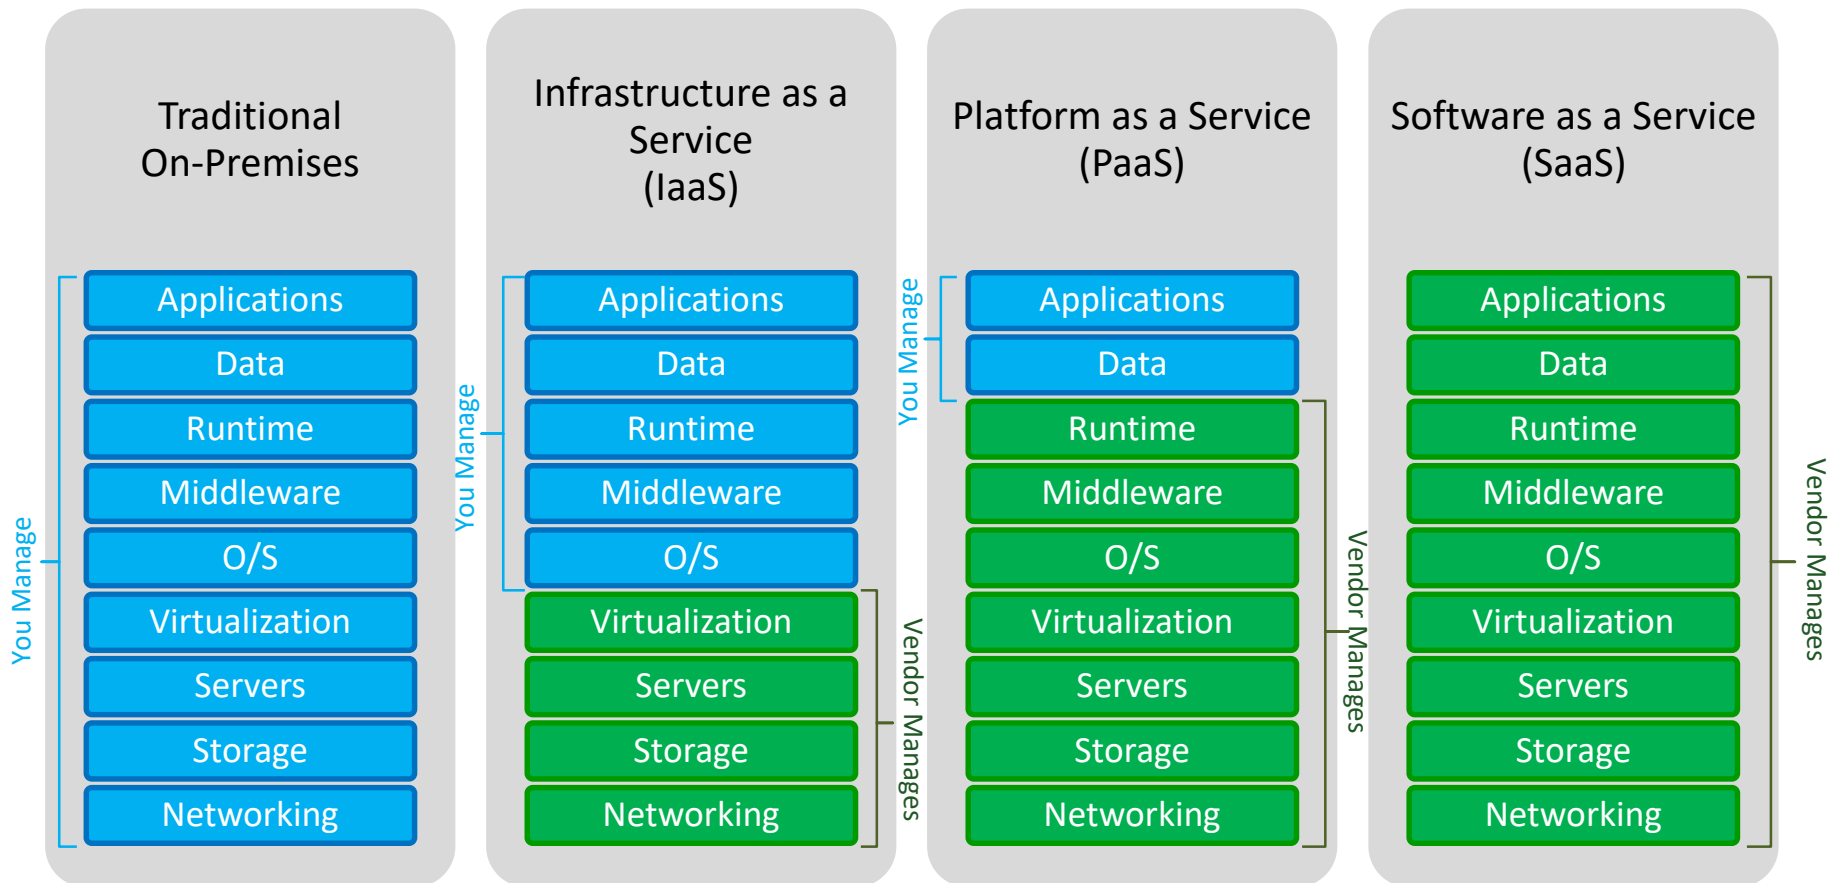 Traditional
On-Premises
You Manage
Applications
Data
Runtime
Middleware
O/S
Virtualization
Servers
Storage
Networking
Infrastructure as a
Service
(IaaS)
You Manage
Applications
Data
Runtime
Middleware
O/S
Virtualization
Servers
Storage
Networking
Vendor Manages
Platform as a Service
(PaaS)
You Manage
Applications
Data
Runtime
Middleware
O/S
Virtualization
Servers
Storage
Networking
Vendor Manages
Software as a Service
(SaaS)
Applications
Data
Runtime
Middleware
O/S
Virtualization
Servers
Storage
Networking
Vendor Manages